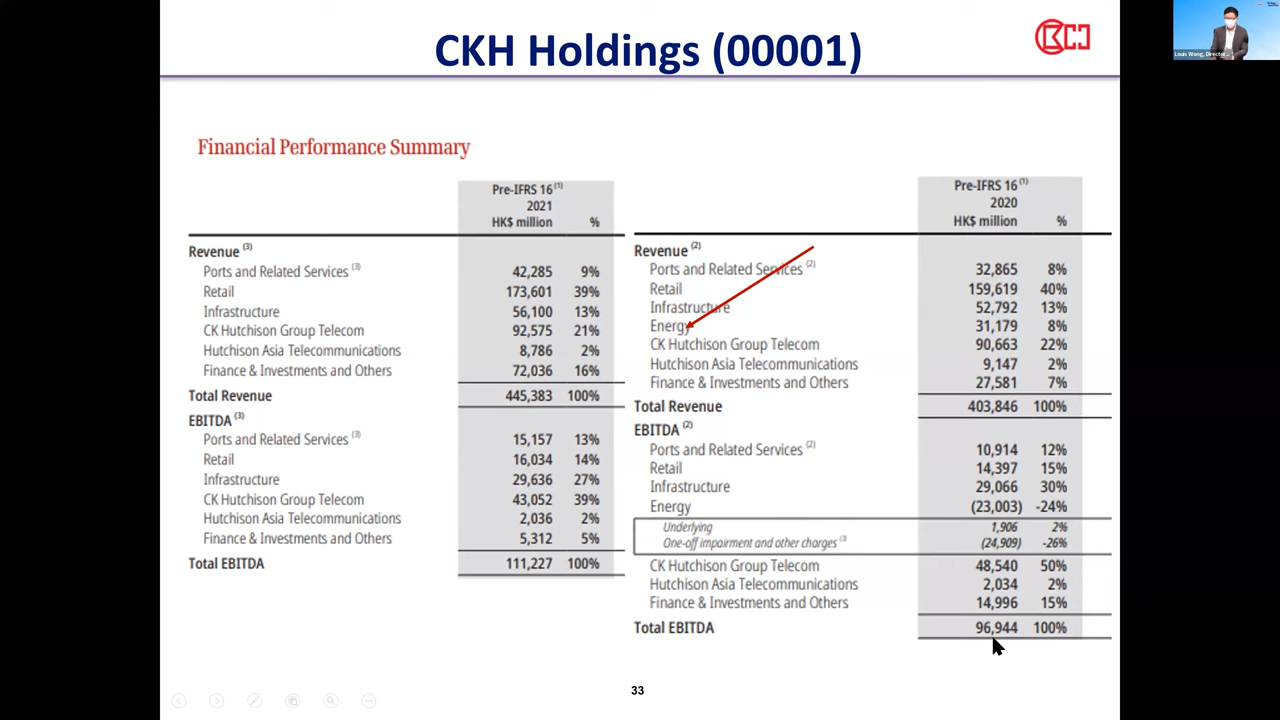 CKH Holdings (00001)
Louis Wong, Director...
Financial Performance Summary
Pre-IFRS 16 (1)
2021
HK$ million %
Revenue (3)
Ports and Related Services (3) 42,285 9%
Retail 173,601 39%
Infrastructure 56,100 13%
CK Hutchison Group Telecom 92,575 21%
Hutchison Asia Telecommunications 8,786 2%
Finance & Investments and Others 72,036 16%
Total Revenue 445,383 100%
EBITDA (3)
Ports and Related Services (3) 15,157 13%
Retail 16,034 14%
Infrastructure 29,636 27%
CK Hutchison Group Telecom 43,052 39%
Hutchison Asia Telecommunications 2,036 2%
Finance & Investments and Others 5,312 5%
Total EBITDA 111,227 100%
Pre-IFRS 16 (1)
2020
HK$ million %
Revenue (2)
Ports and Related Services (2) 32,865 8%
Retail 159,619 40%
Infrastructure 52,792 13%
Energy 31,179 8%
CK Hutchison Group Telecom 90,663 22%
Hutchison Asia Telecommunications 9,147 2%
Finance & Investments and Others 27,581 7%
Total Revenue 403,846 100%
EBITDA (2)
Ports and Related Services (2) 10,914 12%
Retail 14,397 15%
Infrastructure 29,066 30%
Energy (23,003) -24%
Underlying 1,906 2%
One-off impairment and other charges (3) (24,909) -26%
CK Hutchison Group Telecom 48,540 50%
Hutchison Asia Telecommunications 2,034 2%
Finance & Investments and Others 14,996 15%
Total EBITDA 96,944 100%
33